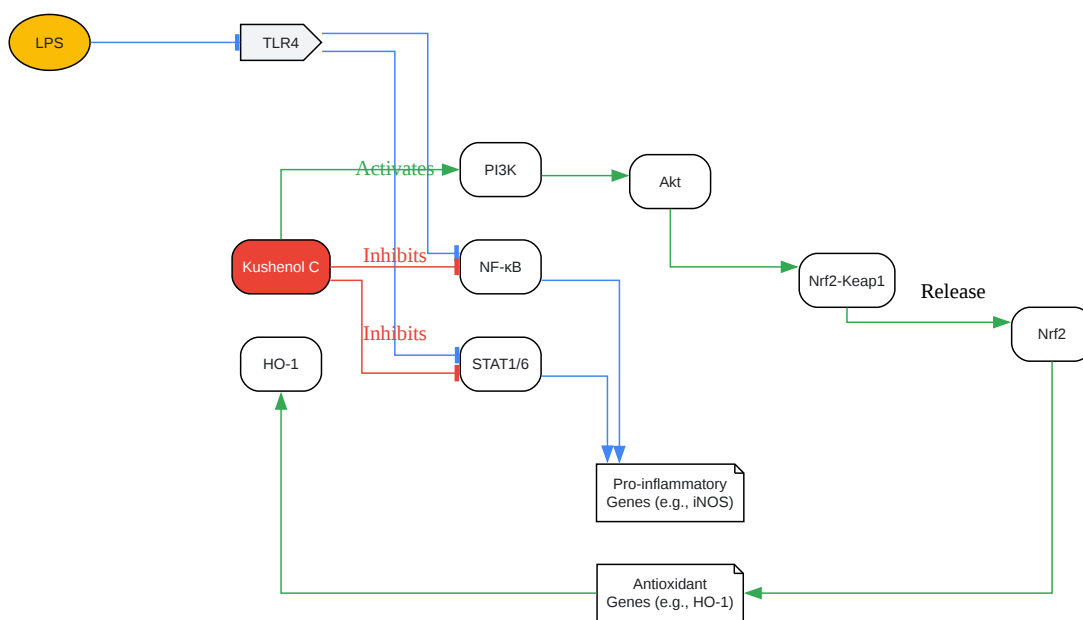 LPS
TLR4
Activates
PI3K
Akt
Inhibits
Kushenol C
NF-κB
Nrf2-Keap1
Release
Nrf2
Inhibits
HO-1
STAT1/6
Pro-inflammatory
Genes (e.g., iNOS)
Antioxidant
Genes (e.g., HO-1)